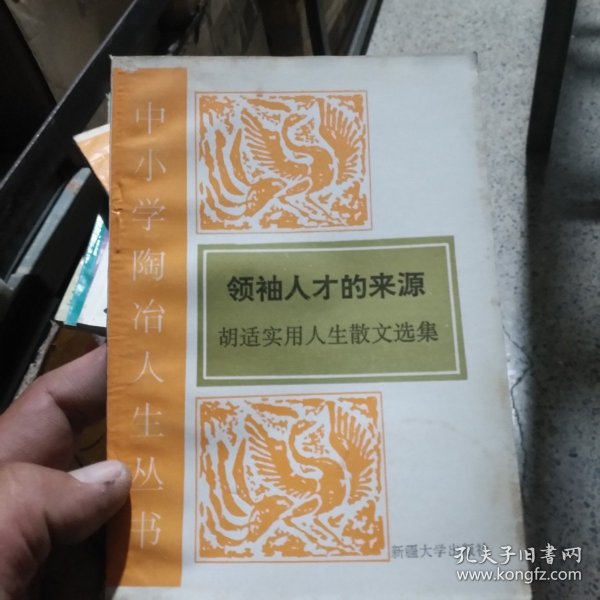 中小学陶冶人生丛书
领袖人才的来源
胡适实用人生散文选集
新疆大学出版社
孔夫子旧书网
www.kongfz.com